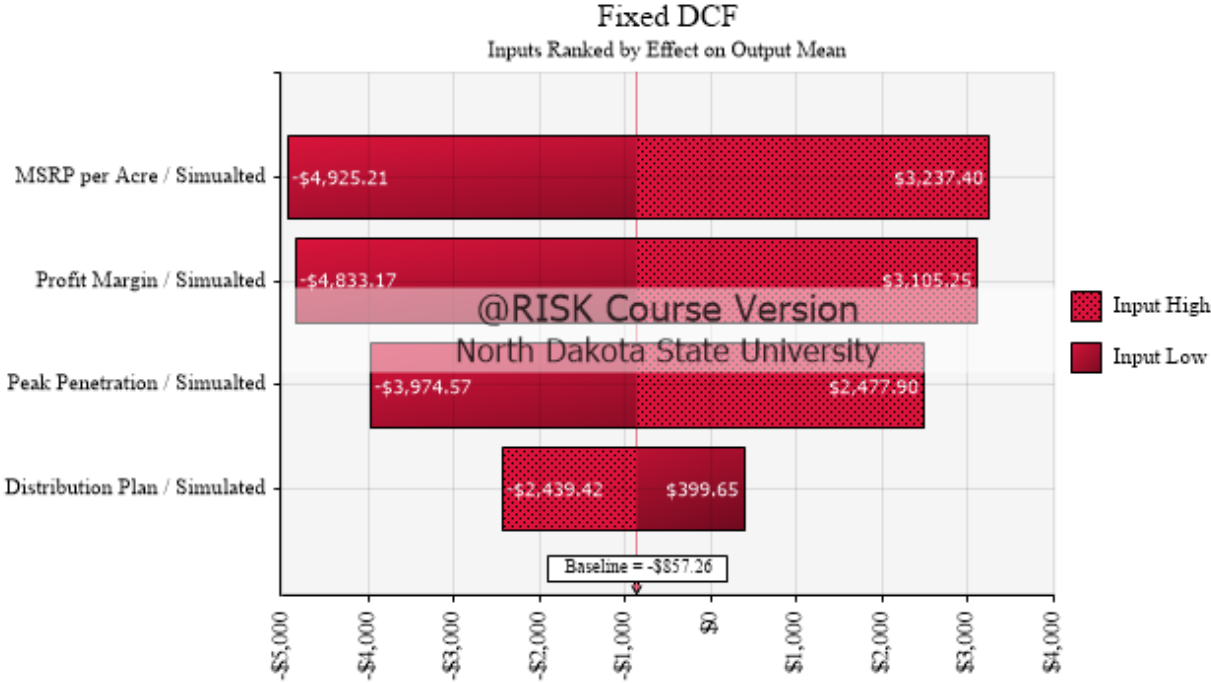 Fixed DCF
Inputs Ranked by Effect on Output Mean
MSRP per Acre / Simualted
-$4,925.21
$3,237.40
Profit Margin / Simualted
-$4,833.17
$3,105.25
@RISK Course Version
North Dakota State University
Peak Penetration / Simualted
-$3,974.57
$2,477.90
Distribution Plan / Simulated
-$2,439.42
$399.65
Baseline = -$857.26
-$5,000
-$4,000
-$3,000
-$2,000
-$1,000
$0
$1,000
$2,000
$3,000
$4,000
Input High
Input Low